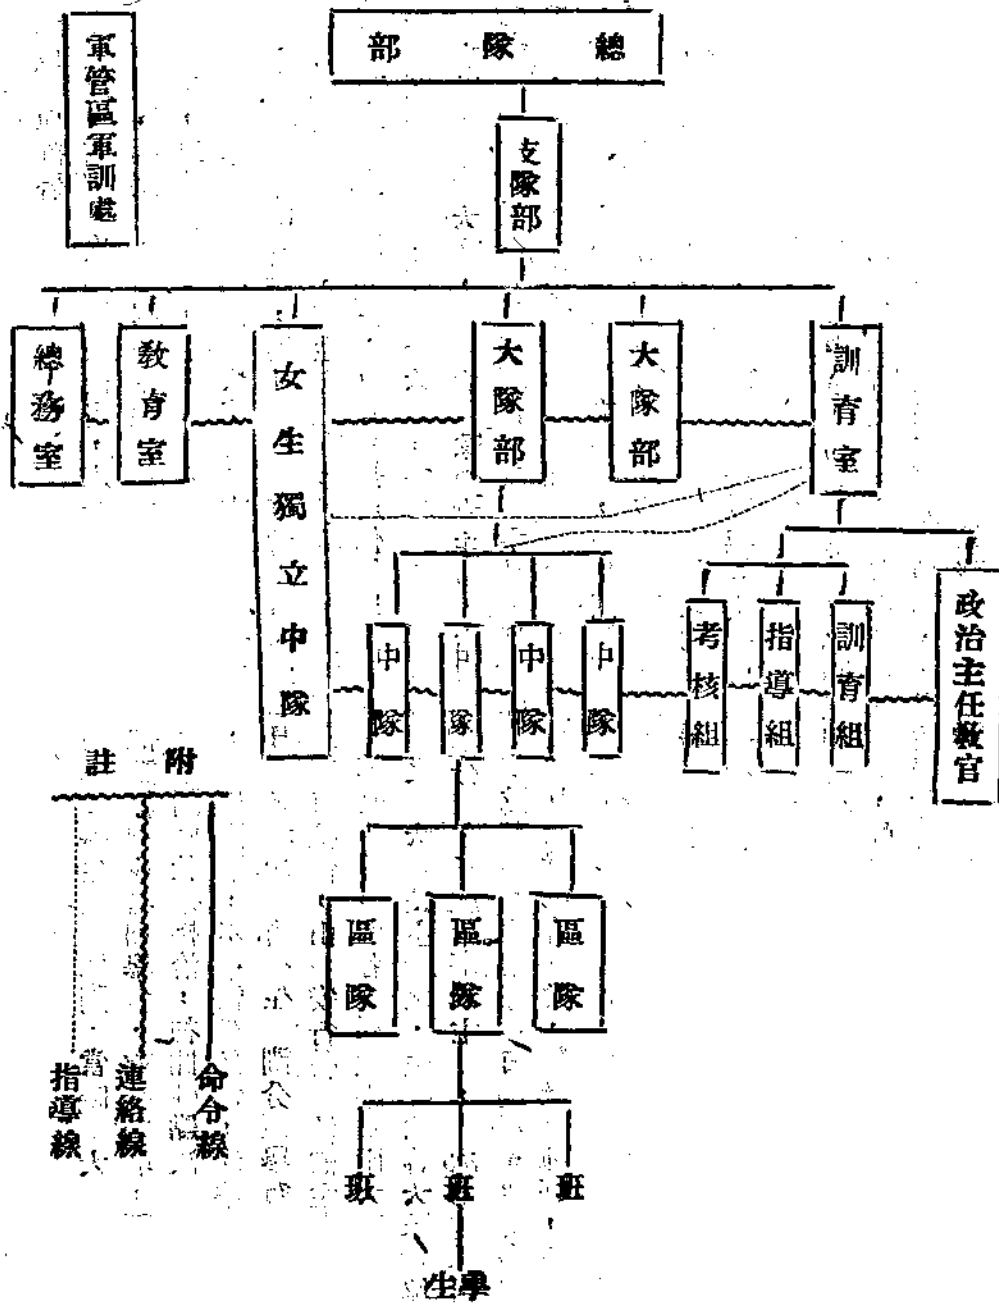 總隊部
軍管區軍訓處
支隊部
訓育室
大隊部
大隊部
女生獨立中隊
教育室
總務室
政治主任教官
訓育組
指導組
考核組
中隊
中隊
中隊
中隊
附註
命令線
連絡線
指導線
區隊
區隊
區隊
班
班
班
學生